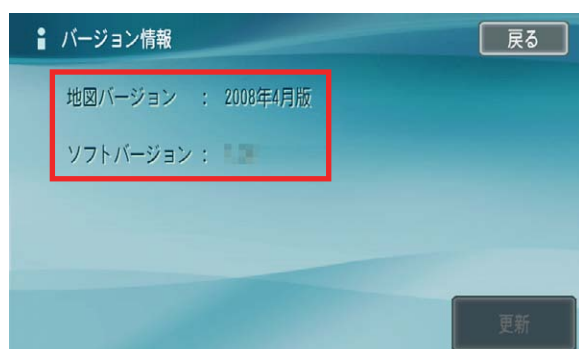 バージョン情報
戻る
地図バージョン : 2008年4月版
ソフトバージョン :
更新